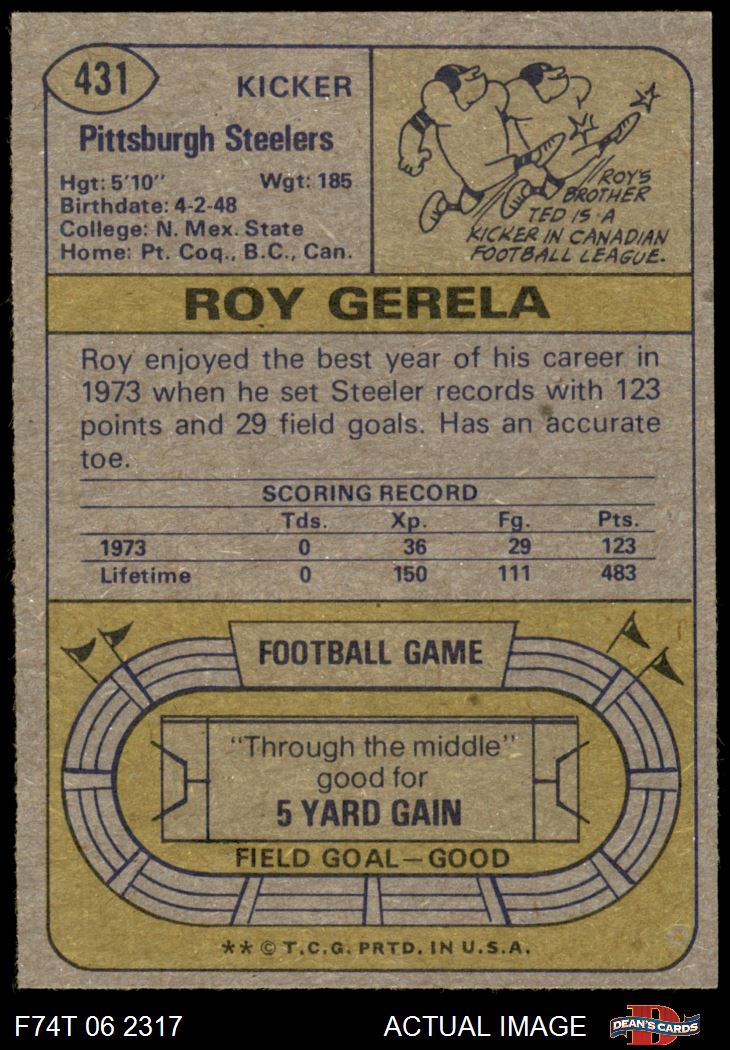 431
KICKER
Pittsburgh Steelers
Hgt: 5'10" Wgt: 185
Birthdate: 4-2-48
College: N. Mex. State
Home: Pt. Coq., B.C., Can.
ROY'S
BROTHER
TED IS A
KICKER IN CANADIAN
FOOTBALL LEAGUE.
ROY GERELA
Roy enjoyed the best year of his career in
1973 when he set Steeler records with 123
points and 29 field goals. Has an accurate
toe.
SCORING RECORD
Tds. Xp. Fg. Pts.
1973 0 36 29 123
Lifetime 0 150 111 483
FOOTBALL GAME
"Through the middle"
good for
5 YARD GAIN
FIELD GOAL—GOOD
** © T.C.G. PRTD. IN U.S.A.
F74T 06 2317 ACTUAL IMAGE
D
DEAN'S CARDS